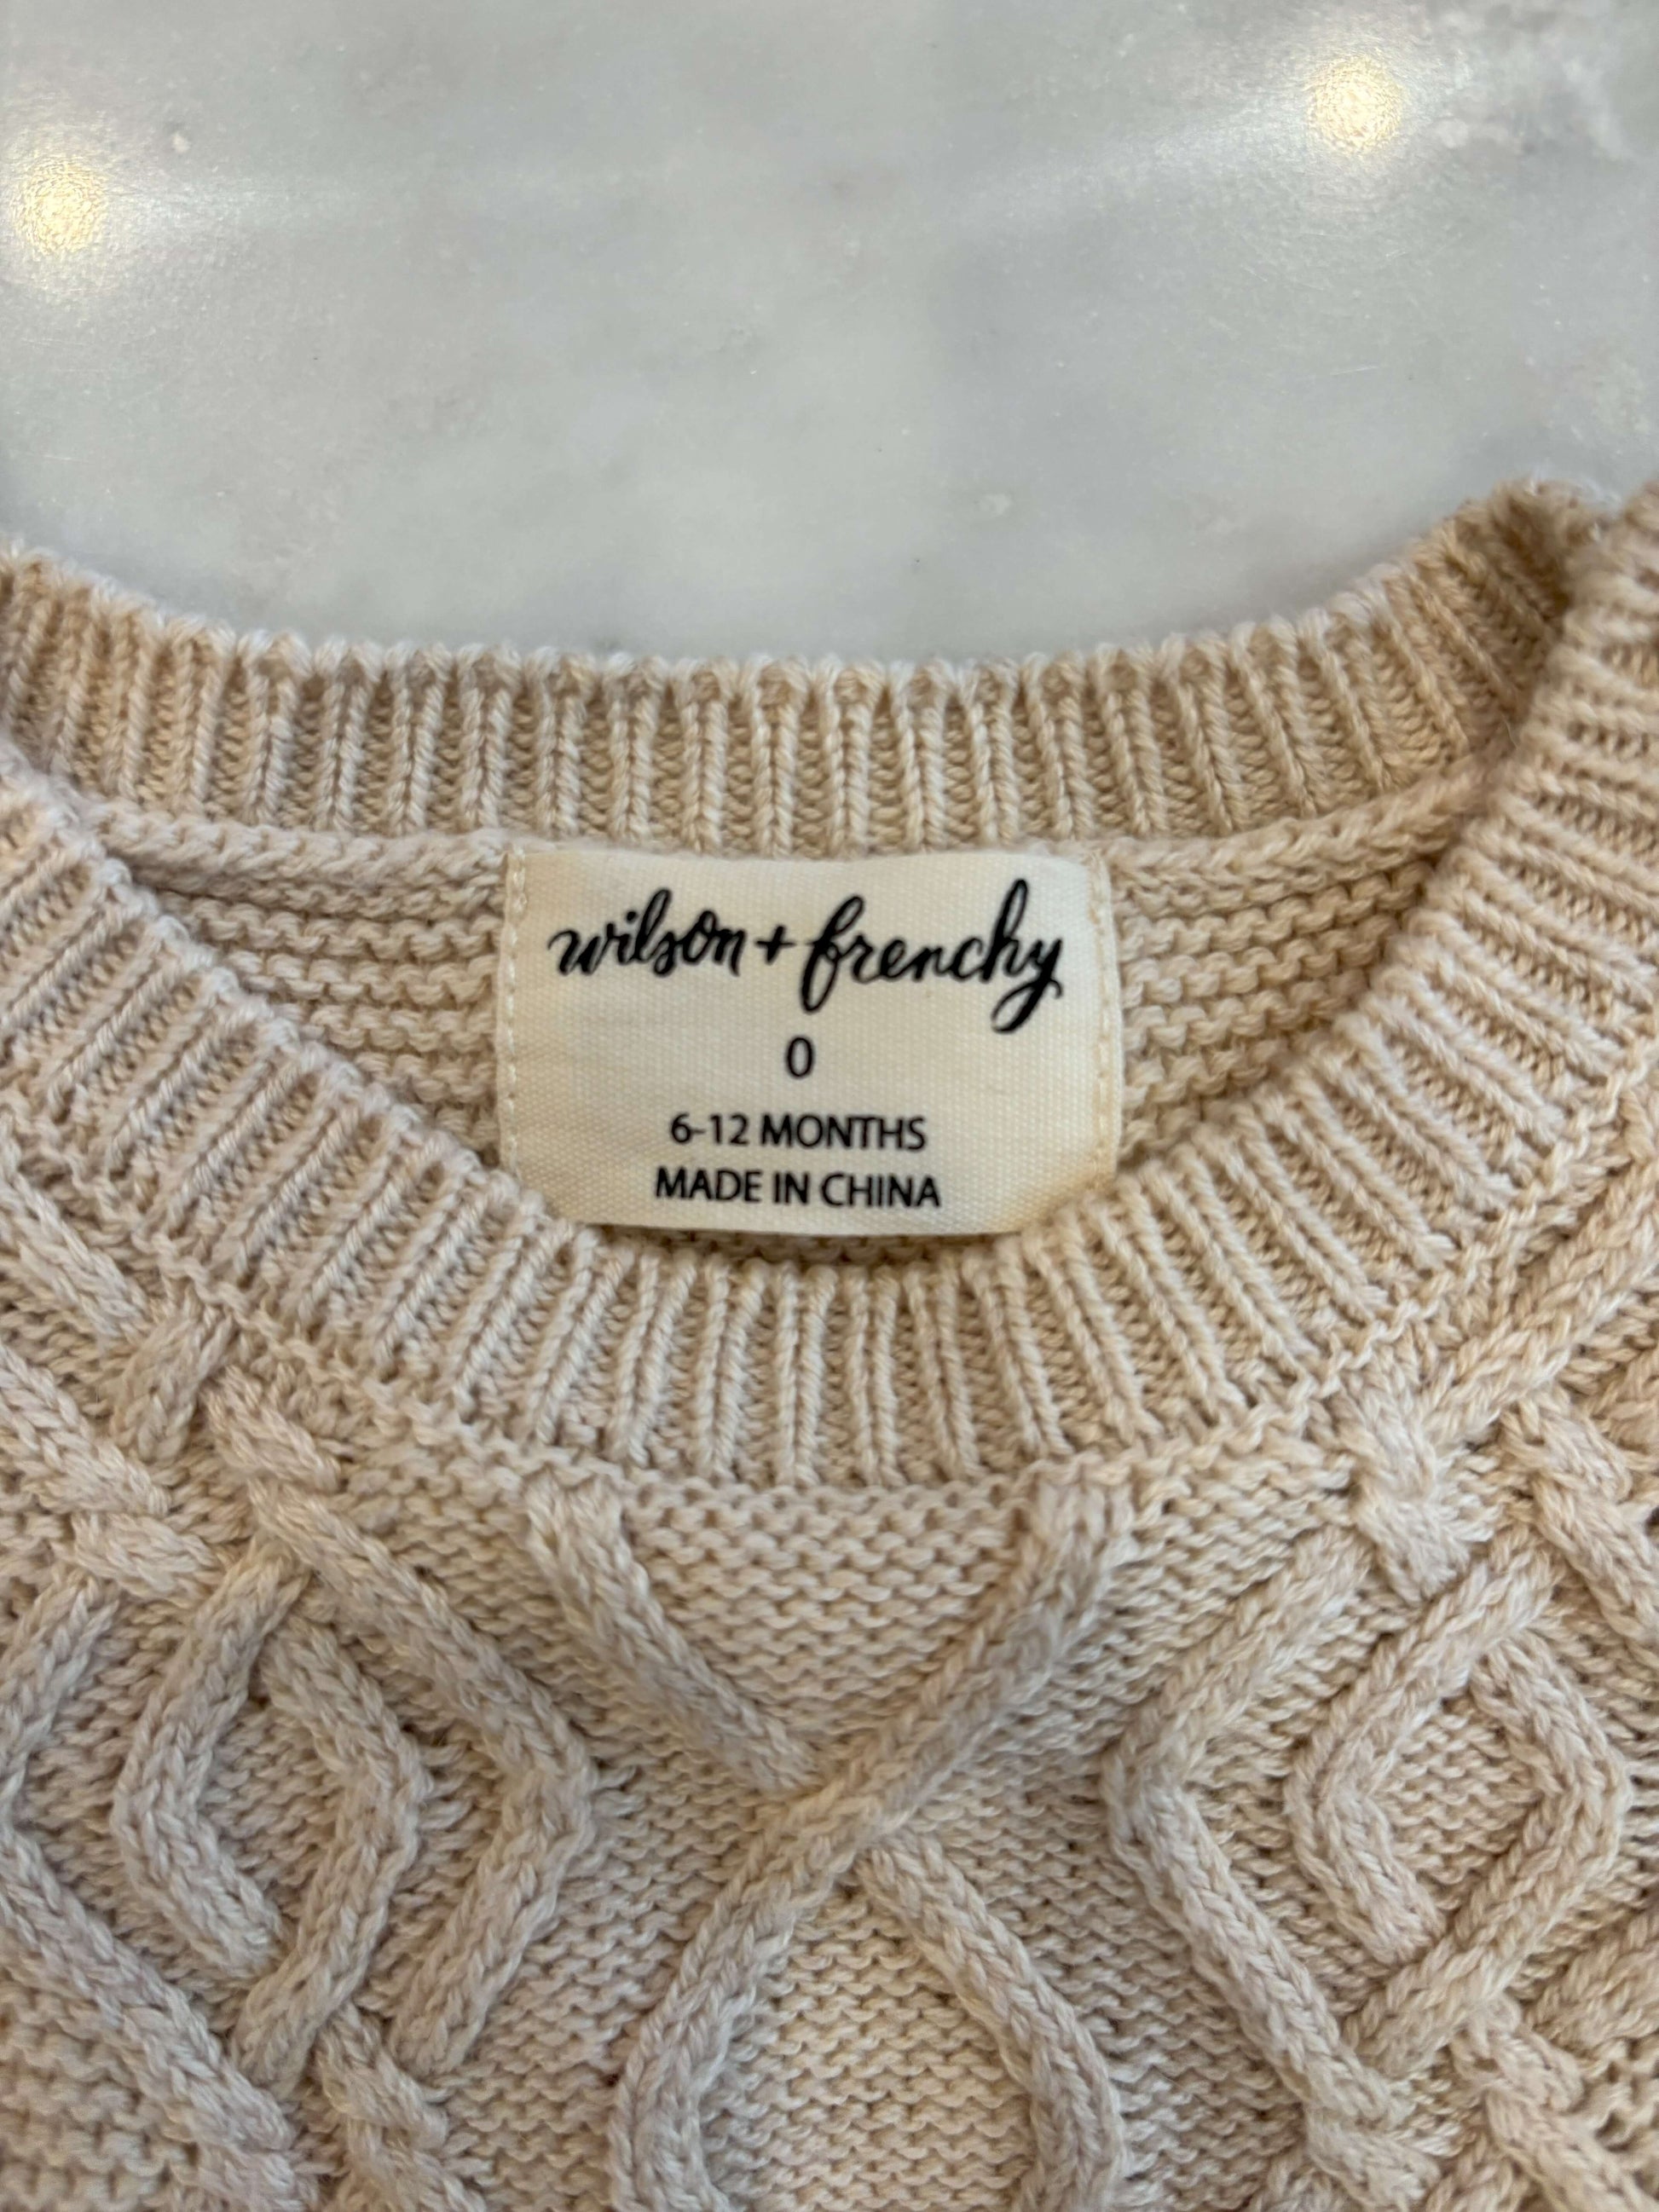 wilson + frenchy
0
6-12 MONTHS
MADE IN CHINA